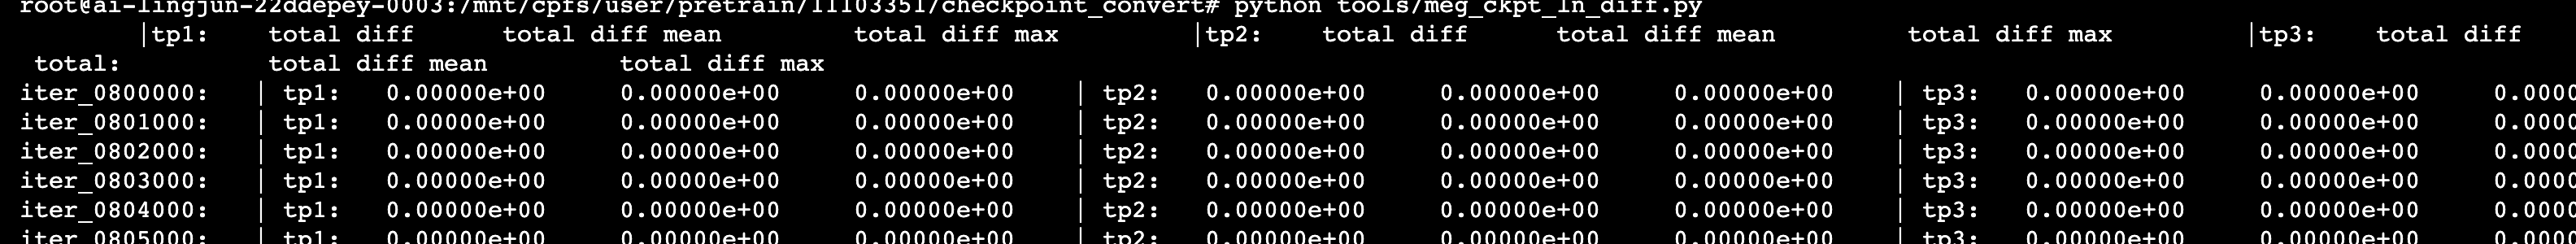 root@ai-lingjun-22ddepey-0003:/mnt/cpfs/user/pretrain/11103351/checkpoint_convert# python tools/meg_ckpt_ln_diff.py
|tp1: total diff total diff mean total diff max |tp2: total diff total diff mean total diff max |tp3: total diff
total: total diff mean total diff max
iter_0800000: | tp1: 0.00000e+00 0.00000e+00 0.00000e+00 | tp2: 0.00000e+00 0.00000e+00 0.00000e+00 | tp3: 0.00000e+00 0.00000e+00 0.0000
iter_0801000: | tp1: 0.00000e+00 0.00000e+00 0.00000e+00 | tp2: 0.00000e+00 0.00000e+00 0.00000e+00 | tp3: 0.00000e+00 0.00000e+00 0.0000
iter_0802000: | tp1: 0.00000e+00 0.00000e+00 0.00000e+00 | tp2: 0.00000e+00 0.00000e+00 0.00000e+00 | tp3: 0.00000e+00 0.00000e+00 0.0000
iter_0803000: | tp1: 0.00000e+00 0.00000e+00 0.00000e+00 | tp2: 0.00000e+00 0.00000e+00 0.00000e+00 | tp3: 0.00000e+00 0.00000e+00 0.0000
iter_0804000: | tp1: 0.00000e+00 0.00000e+00 0.00000e+00 | tp2: 0.00000e+00 0.00000e+00 0.00000e+00 | tp3: 0.00000e+00 0.00000e+00 0.0000
iter_0805000: | tp1: 0.00000e+00 0.00000e+00 0.00000e+00 | tp2: 0.00000e+00 0.00000e+00 0.00000e+00 | tp3: 0.00000e+00 0.00000e+00 0.0000